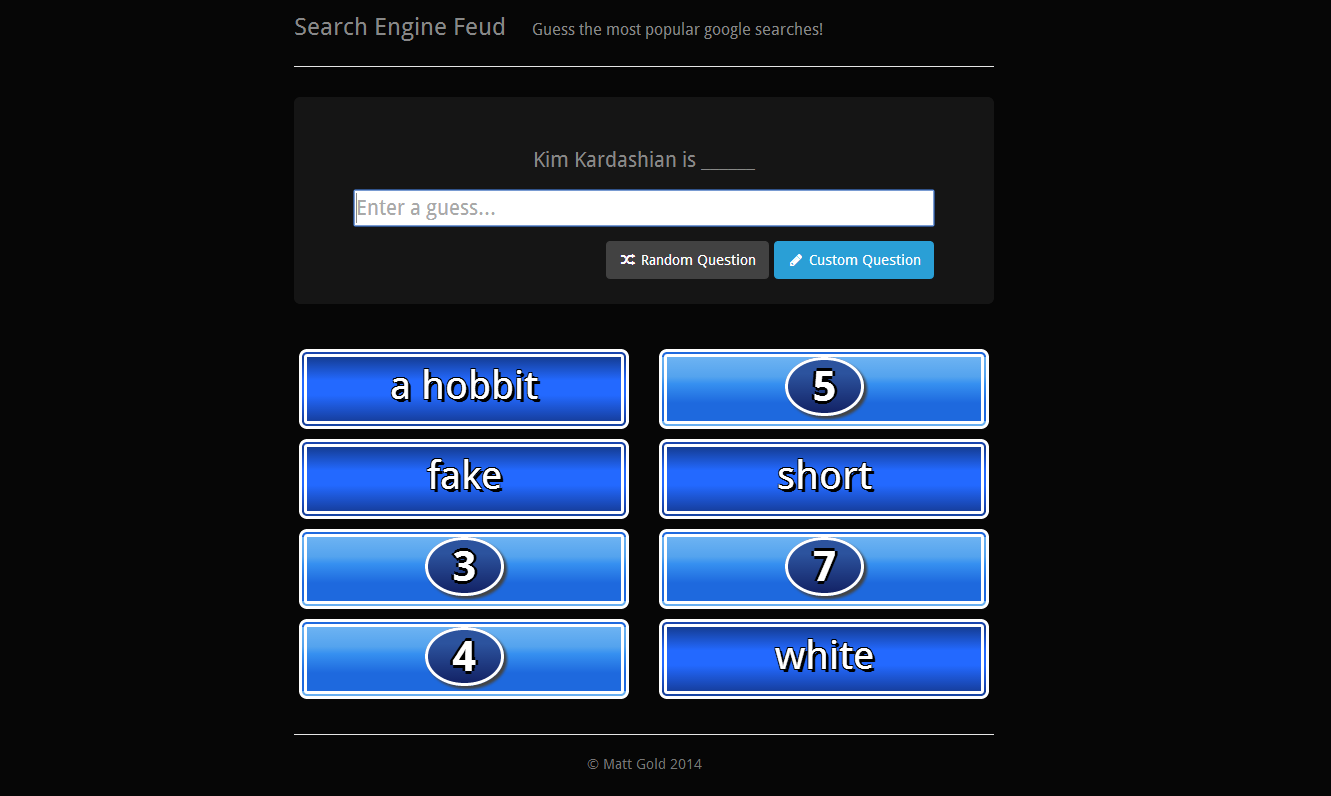 Search Engine Feud Guess the most popular google searches!
Kim Kardashian is ______
Enter a guess...
Random Question Custom Question
a hobbit 5
fake short
3 7
4 white
© Matt Gold 2014